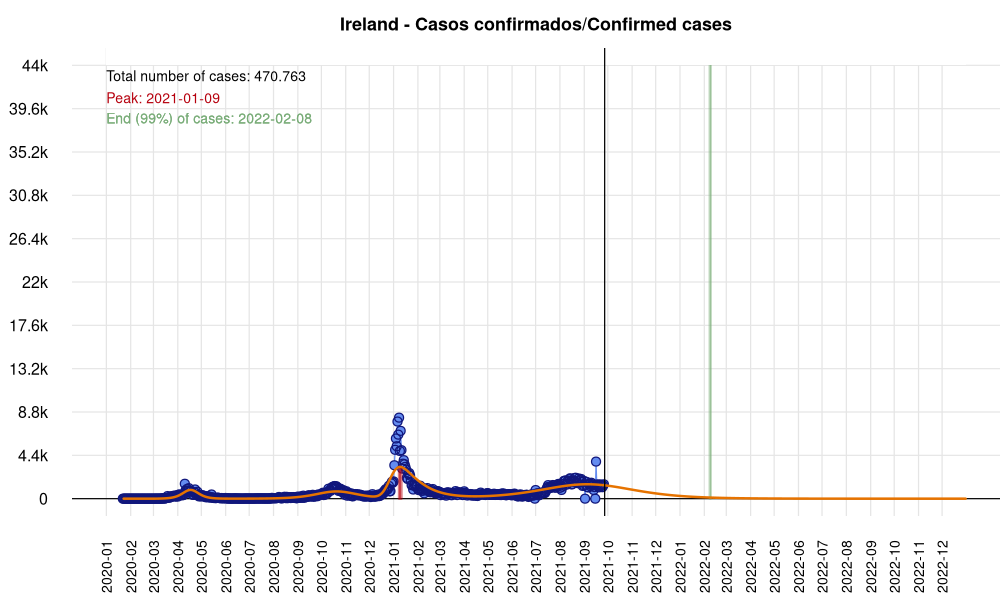 Ireland - Casos confirmados/Confirmed cases
44k
Total number of cases: 470.763
Peak: 2021-01-09
End (99%) of cases: 2022-02-08
39.6k
35.2k
30.8k
26.4k
22k
17.6k
13.2k
8.8k
4.4k
0
2020-01
2020-02
2020-03
2020-04
2020-05
2020-06
2020-07
2020-08
2020-09
2020-10
2020-11
2020-12
2021-01
2021-02
2021-03
2021-04
2021-05
2021-06
2021-07
2021-08
2021-09
2021-10
2021-11
2021-12
2022-01
2022-02
2022-03
2022-04
2022-05
2022-06
2022-07
2022-08
2022-09
2022-10
2022-11
2022-12